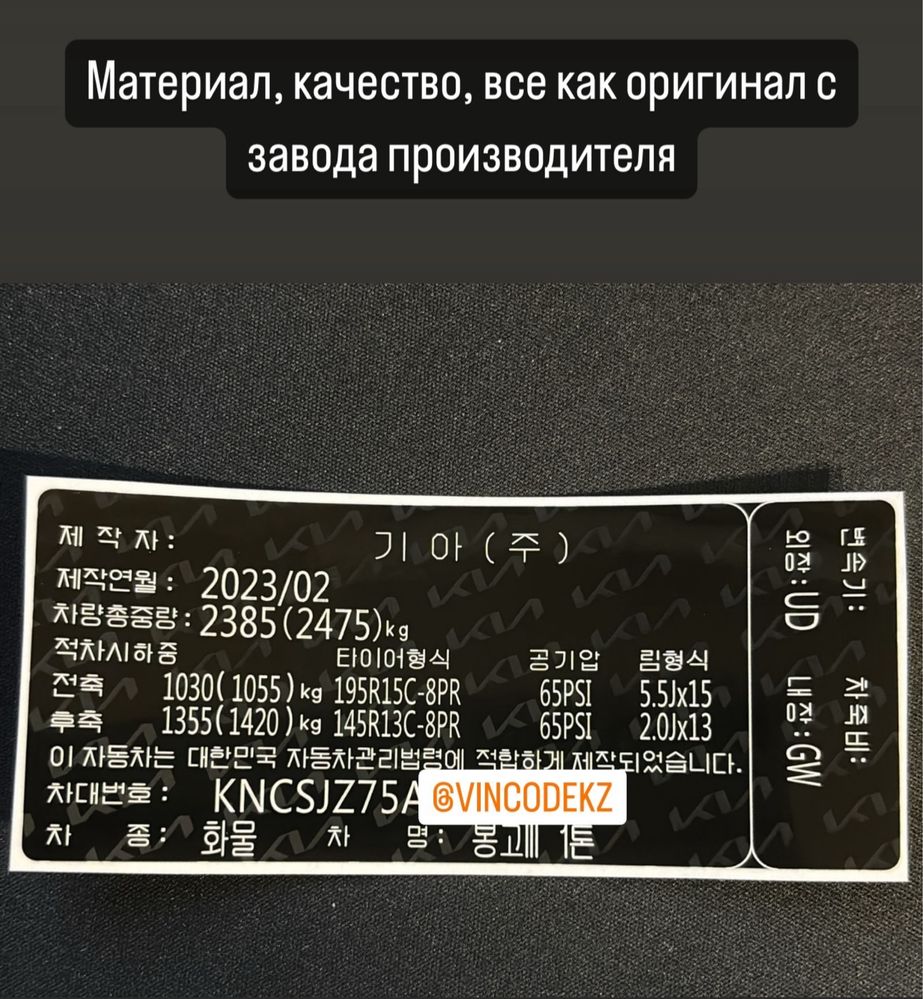 Материал, качество, все как оригинал с
завода производителя
제 작 자 : 기 아 ( 주 )
제작연월 : 2023/02
차량총중량 : 2385(2475)kg
적차시하중 타이어형식 공기압 림형식
전축 1030(1055)kg 195R15C-8PR 65PSI 5.5Jx15
후축 1355(1420)kg 145R13C-8PR 65PSI 2.0Jx13
이 자동차는 대한민국 자동차관리법령에 적합하게 제작되었습니다.
차대번호 : KNCSJZ75A
@VINCODEKZ
차 종 : 화물 차 명 : 봉고Ⅲ 1톤
변속기: 차축비:
외장:UD 내장:GW
KIA